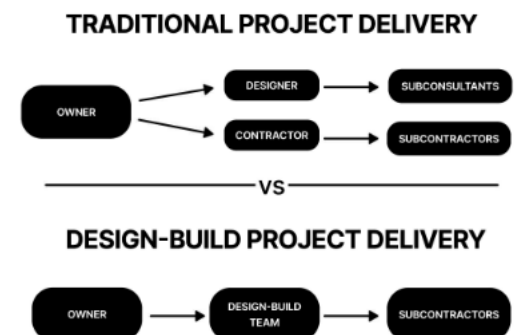 TRADITIONAL PROJECT DELIVERY
DESIGNER
SUBCONSULTANTS
OWNER
CONTRACTOR
SUBCONTRACTORS
VS
DESIGN-BUILD PROJECT DELIVERY
OWNER
DESIGN-BUILD
TEAM
SUBCONTRACTORS